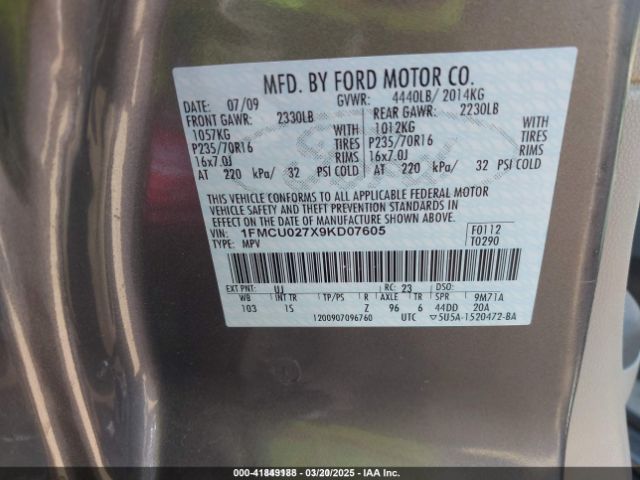 MFD. BY FORD MOTOR CO.
DATE: 07/09 GVWR: 4440LB/ 2014KG
FRONT GAWR: 2330LB REAR GAWR: 2230LB
1057KG WITH 1012KG WITH
P235/70R16 TIRES P235/70R16 TIRES
16x7.0J RIMS 16x7.0J RIMS
AT 220 kPa/ 32 PSI COLD AT 220 kPa/ 32 PSI COLD
THIS VEHICLE CONFORMS TO ALL APPLICABLE FEDERAL MOTOR
VEHICLE SAFETY AND THEFT PREVENTION STANDARDS IN
EFFECT ON THE DATE OF MANUFACTURE SHOWN ABOVE.
VIN: 1FMCU027X9KD07605 F0112
TYPE: MPV T0290
EXT PNT: UJ RC: 23 DSO:
WB INT TR TP/PS R AXLE TR SPR 9M71A
103 IS Z 96 6 44DD 20A
1200907096760 UTC ▽5U5A-1520472-BA
000-41849188 - 03/20/2025 - IAA Inc.